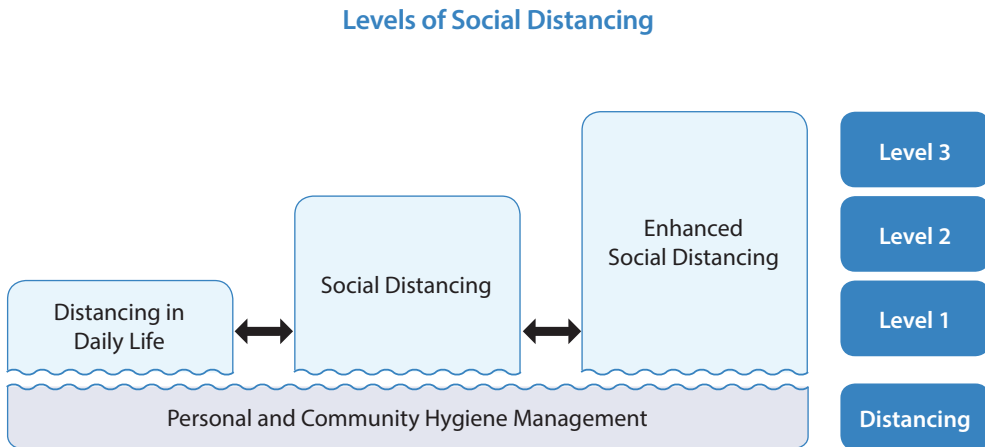 Levels of Social Distancing
Distancing in
Daily Life
Social Distancing
Enhanced
Social Distancing
Level 3
Level 2
Level 1
Personal and Community Hygiene Management
Distancing